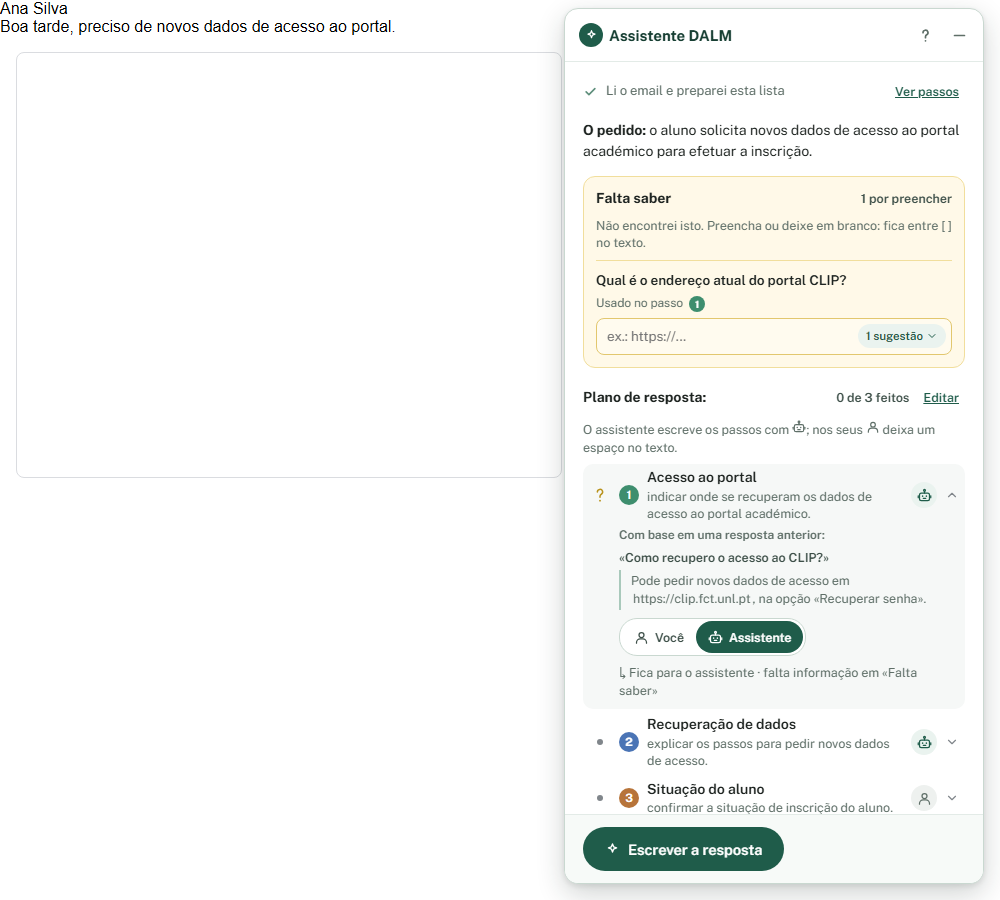 Ana Silva
Boa tarde, preciso de novos dados de acesso ao portal.
Assistente DALM
?
Li o email e preparei esta lista
Ver passos
O pedido: o aluno solicita novos dados de acesso ao portal
académico para efetuar a inscrição.
Falta saber
1 por preencher
Não encontrei isto. Preencha ou deixe em branco: fica entre [ ]
no texto.
Qual é o endereço atual do portal CLIP?
Usado no passo 1
ex.: https://...
1 sugestão
Plano de resposta:
0 de 3 feitos
Editar
O assistente escreve os passos com ; nos seus deixa um
espaço no texto.
?
1
Acesso ao portal
indicar onde se recuperam os dados de
acesso ao portal académico.
Com base em uma resposta anterior:
«Como recupero o acesso ao CLIP?»
Pode pedir novos dados de acesso em
https://clip.fct.unl.pt , na opção «Recuperar senha».
Você
Assistente
↳ Fica para o assistente · falta informação em «Falta
saber»
2
Recuperação de dados
explicar os passos para pedir novos dados
de acesso.
3
Situação do aluno
confirmar a situação de inscrição do aluno.
Escrever a resposta